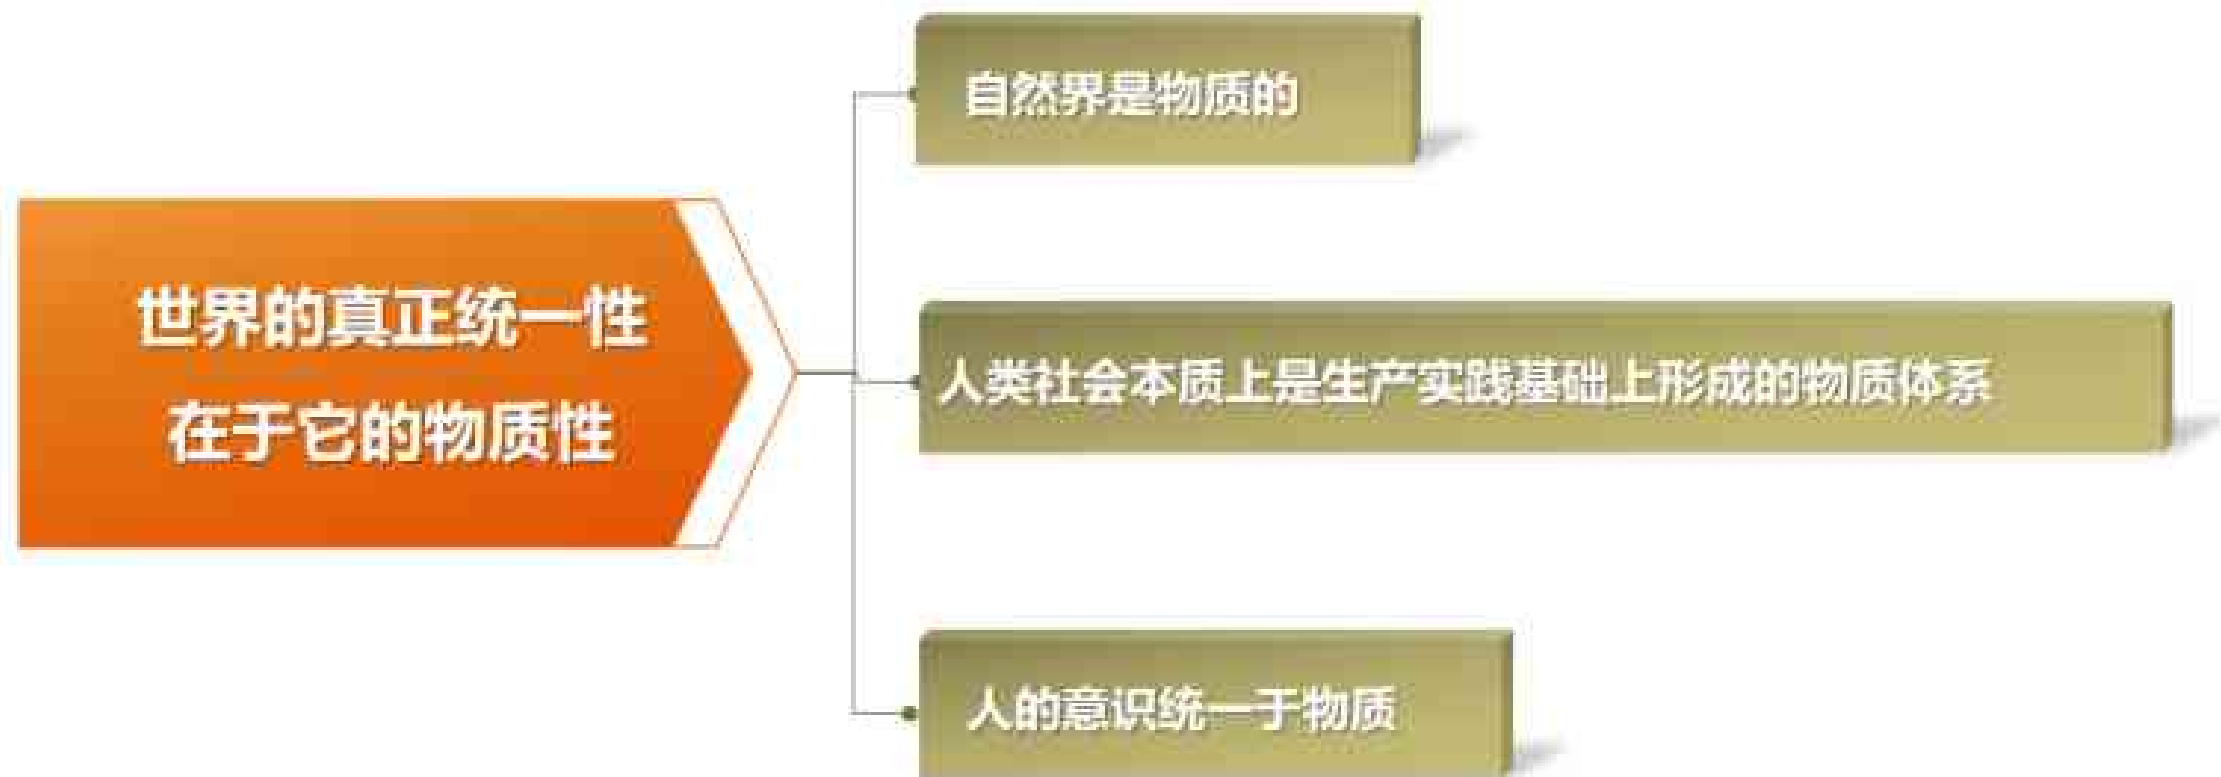 世界的真正统一性
在于它的物质性
自然界是物质的
人类社会本质上是生产实践基础上形成的物质体系
人的意识统一于物质